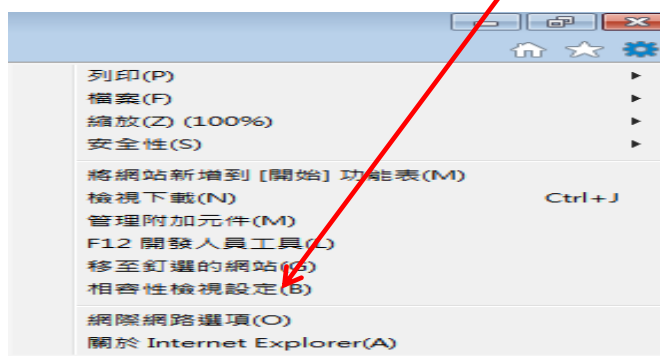 列印(P)
檔案(F)
縮放(Z) (100%)
安全性(S)
將網站新增到 [開始] 功能表(M)
檢視下載(N) Ctrl+J
管理附加元件(M)
F12 開發人員工具(L)
移至釘選的網站(G)
相容性檢視設定(B)
網際網路選項(O)
關於 Internet Explorer(A)